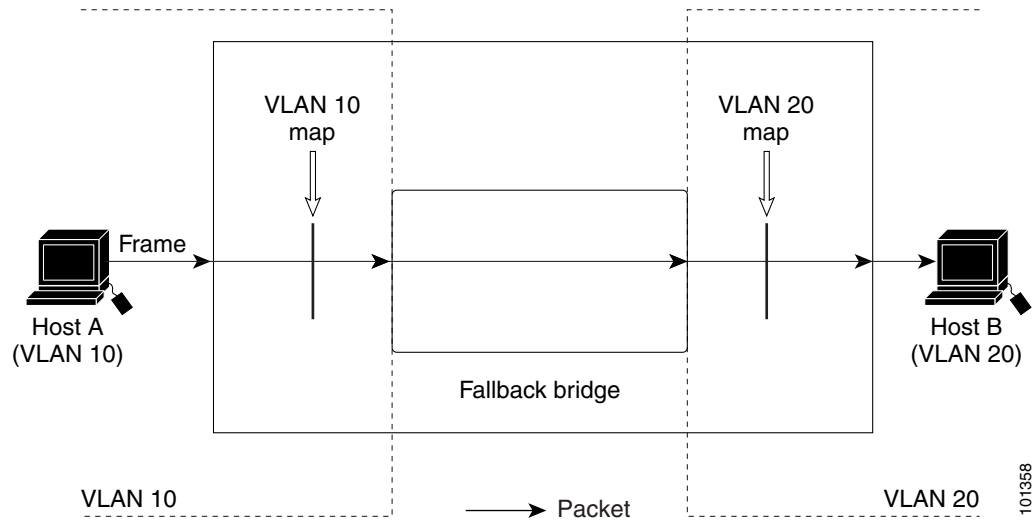 VLAN 10
map
VLAN 20
map
Frame
Host A
(VLAN 10)
Host B
(VLAN 20)
Fallback bridge
VLAN 10
Packet
VLAN 20
101358